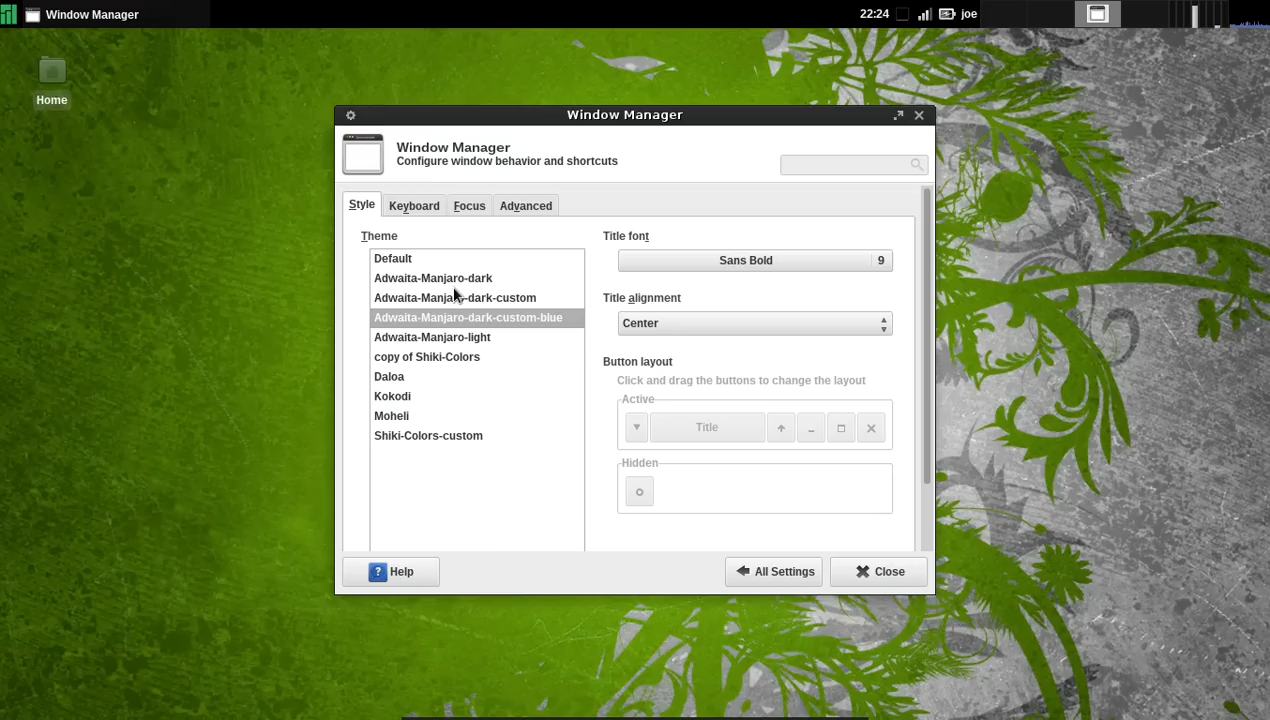 Window Manager
22:24
joe
Home
Window Manager
Window Manager
Configure window behavior and shortcuts
Style
Keyboard
Focus
Advanced
Theme
Default
Adwaita-Manjaro-dark
Adwaita-Manjaro-dark-custom
Adwaita-Manjaro-dark-custom-blue
Adwaita-Manjaro-light
copy of Shiki-Colors
Daloa
Kokodi
Moheli
Shiki-Colors-custom
Title font
Sans Bold 9
Title alignment
Center
Button layout
Click and drag the buttons to change the layout
Active
Title
Hidden
? Help
All Settings
Close